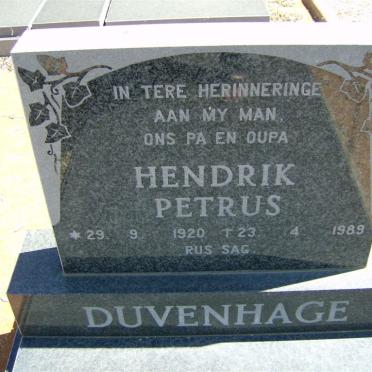 IN TERE HERINNERINGE
AAN MY MAN,
ONS PA EN OUPA
HENDRIK
PETRUS
* 29. 9. 1920 † 23. 4. 1989
RUS SAG
DUVENHAGE